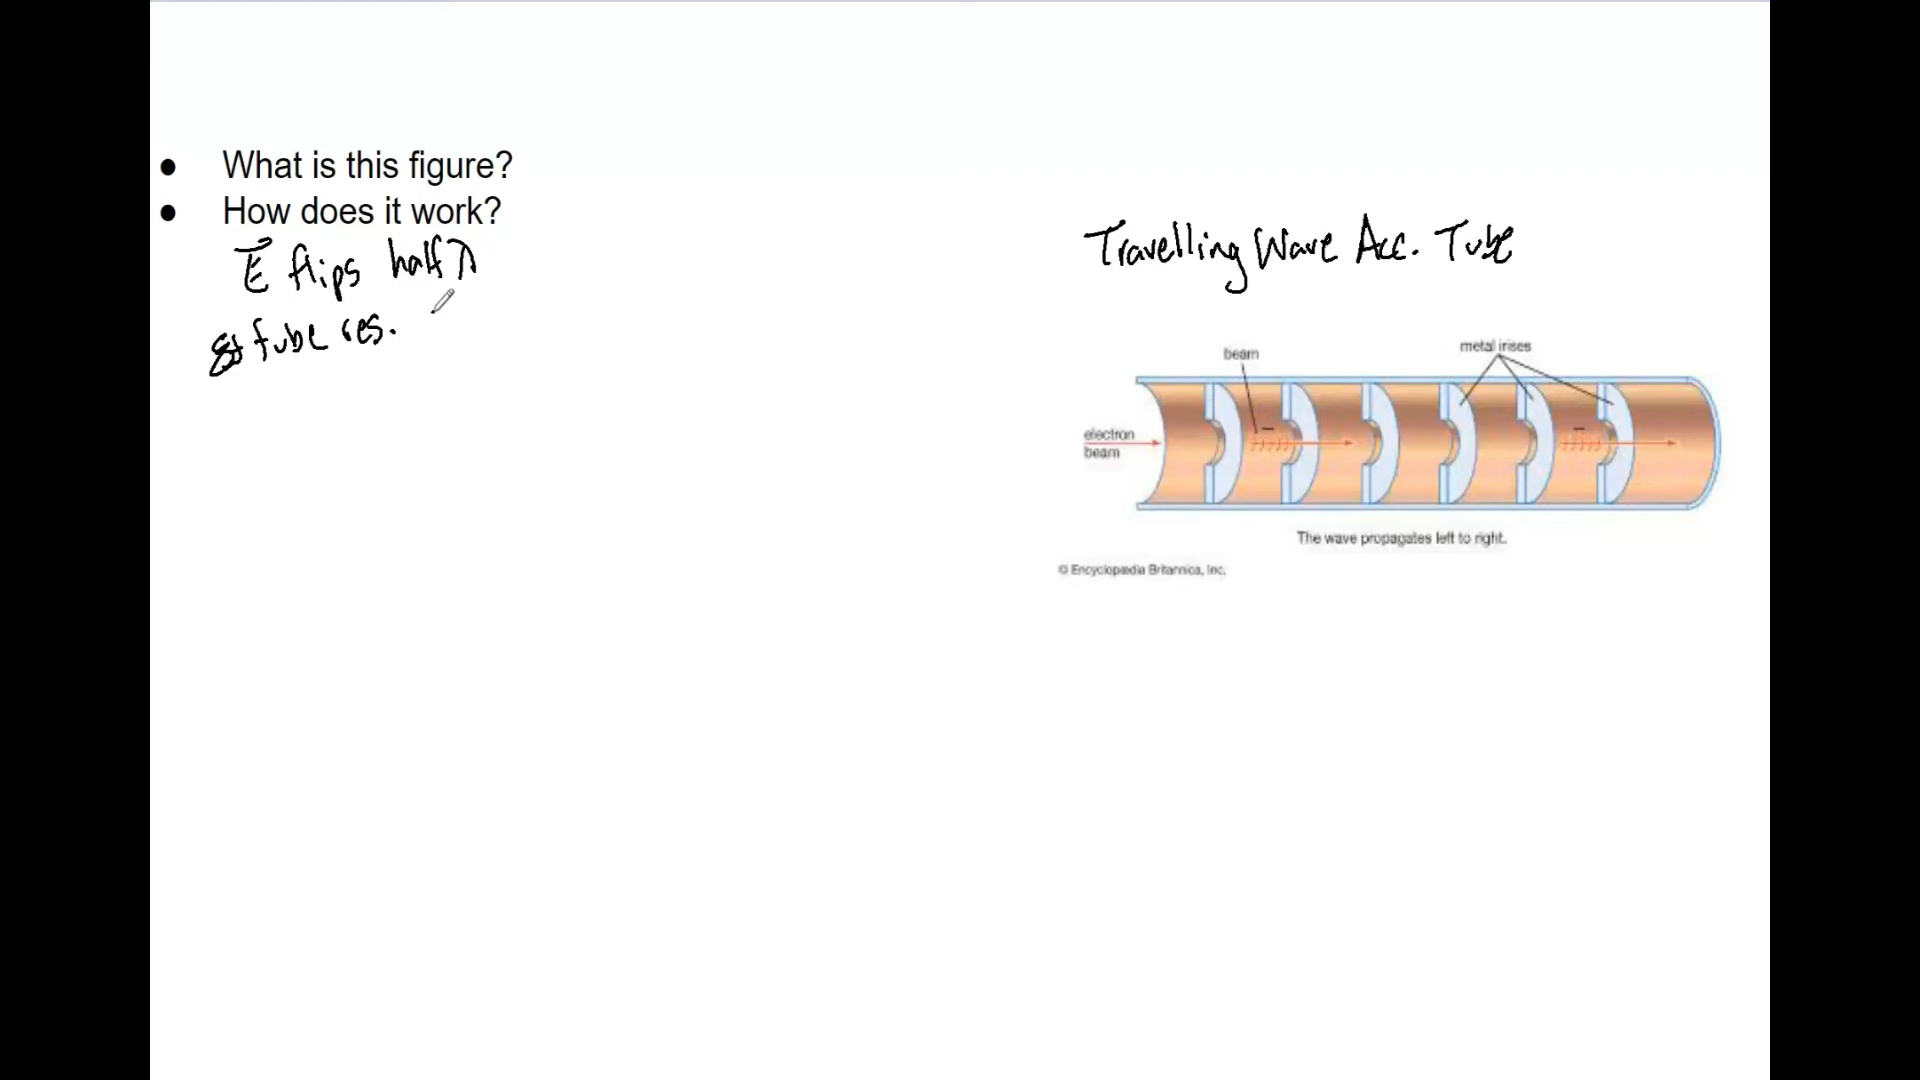 ● What is this figure?
● How does it work?
E flips half λ
tube res.
Travelling Wave Acc. Tube
beam
metal irises
electron
beam
The wave propagates left to right.
© Encyclopædia Britannica, Inc.